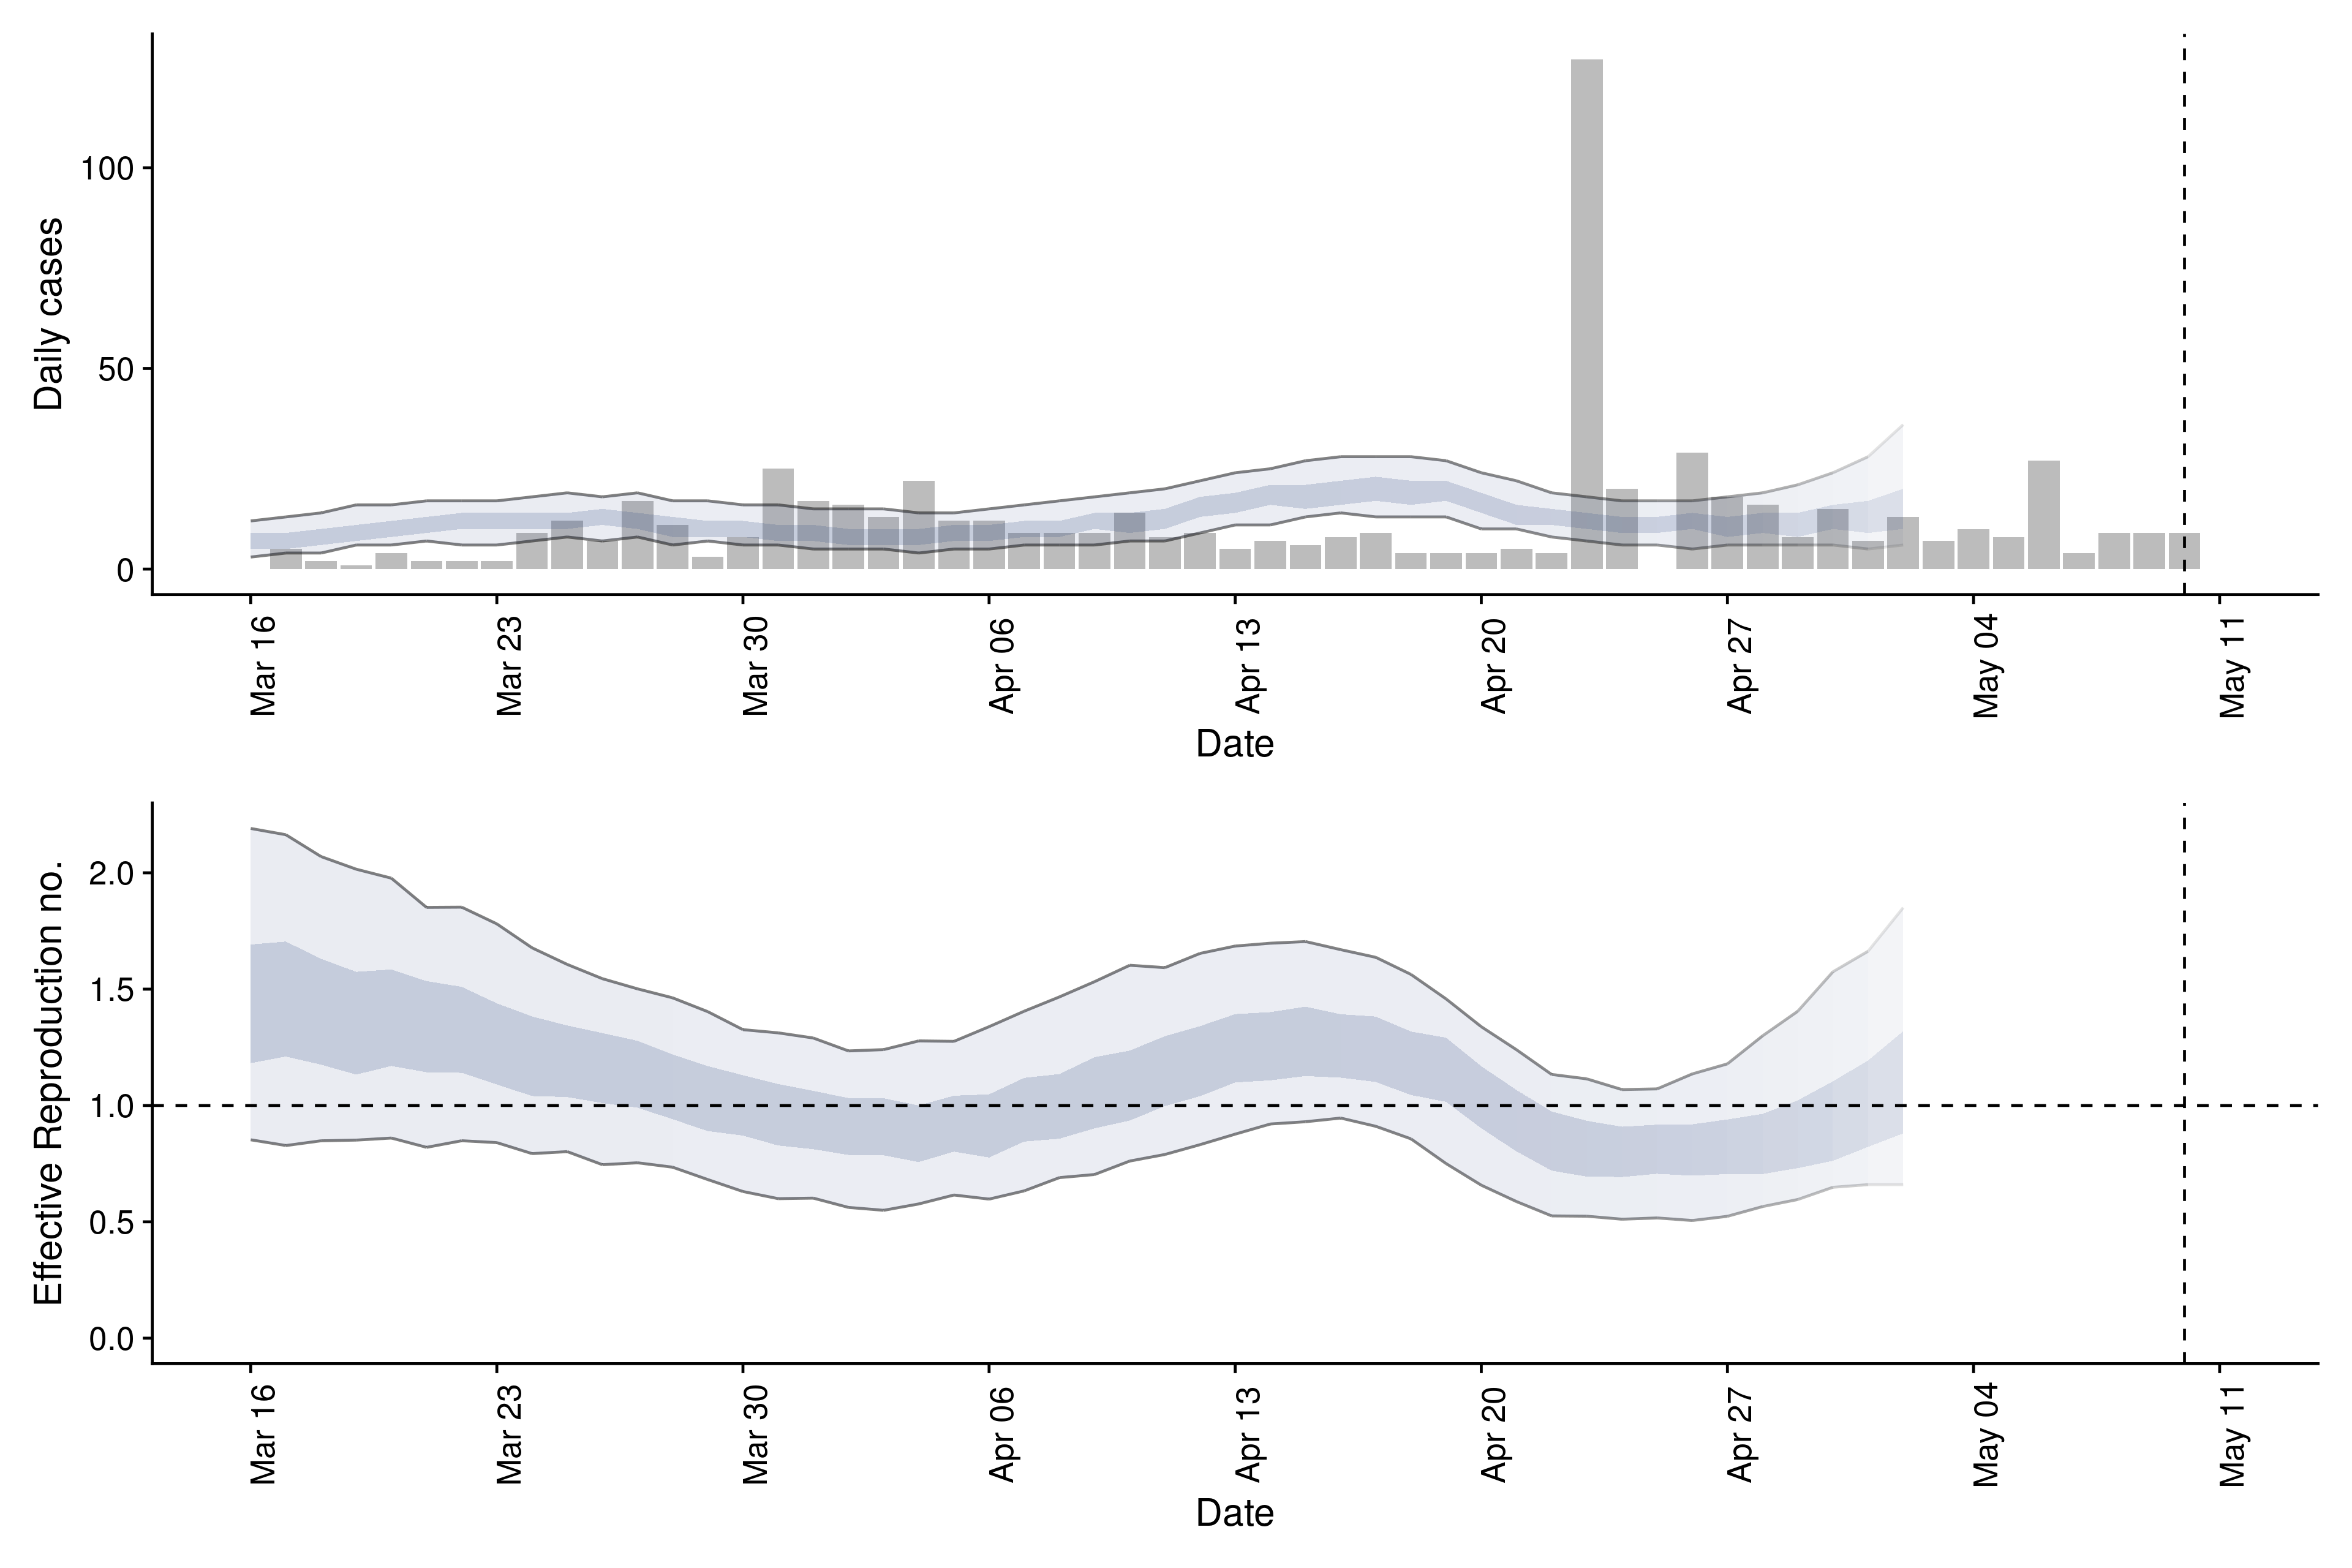 Daily cases
100
50
0
Mar 16
Mar 23
Mar 30
Apr 06
Apr 13
Apr 20
Apr 27
May 04
May 11
Date
Effective Reproduction no.
2.0
1.5
1.0
0.5
0.0
Mar 16
Mar 23
Mar 30
Apr 06
Apr 13
Apr 20
Apr 27
May 04
May 11
Date